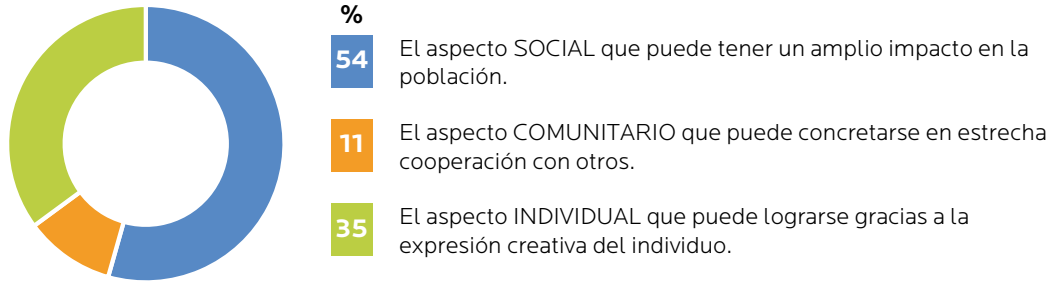 %
54
El aspecto SOCIAL que puede tener un amplio impacto en la
población.
11
El aspecto COMUNITARIO que puede concretarse en estrecha
cooperación con otros.
35
El aspecto INDIVIDUAL que puede lograrse gracias a la
expresión creativa del individuo.